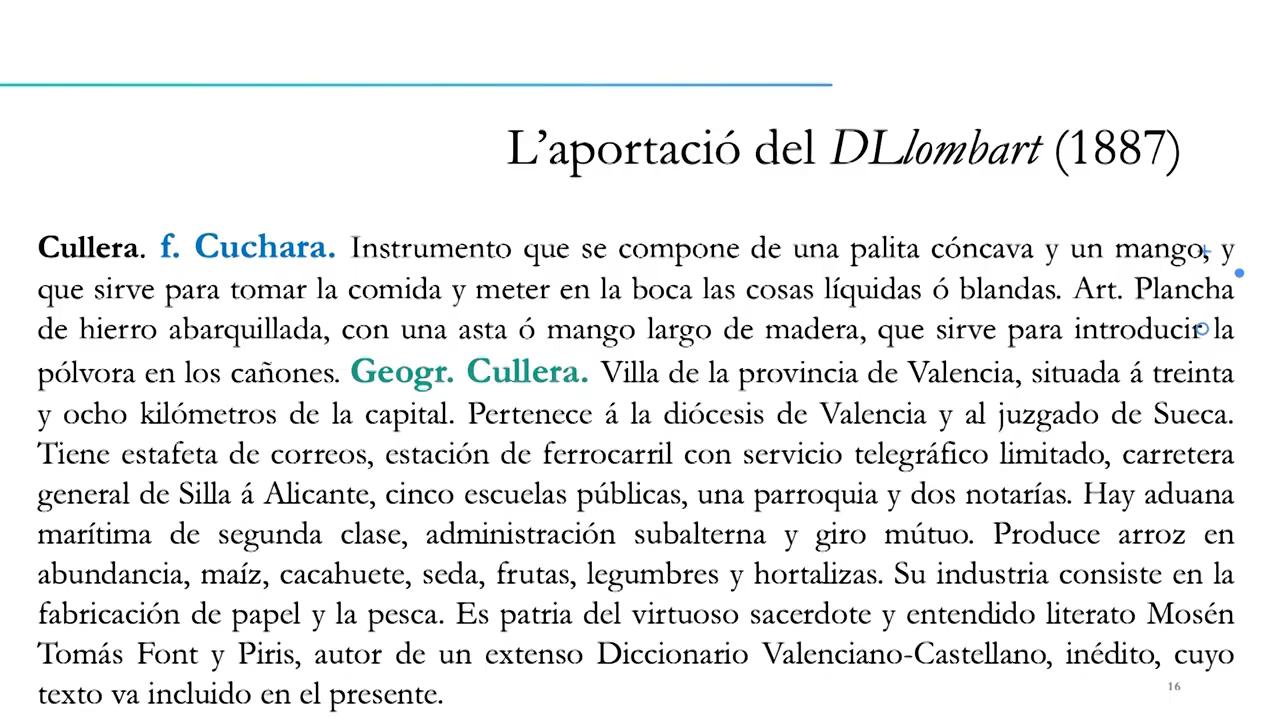 L’aportació del DLlombart (1887)
Cullera. f. Cuchara. Instrumento que se compone de una palita cóncava y un mango, y
que sirve para tomar la comida y meter en la boca las cosas líquidas ó blandas. Art. Plancha
de hierro abarquillada, con una asta ó mango largo de madera, que sirve para introducir la
pólvora en los cañones. Geogr. Cullera. Villa de la provincia de Valencia, situada á treinta
y ocho kilómetros de la capital. Pertenece á la diócesis de Valencia y al juzgado de Sueca.
Tiene estafeta de correos, estación de ferrocarril con servicio telegráfico limitado, carretera
general de Silla á Alicante, cinco escuelas públicas, una parroquia y dos notarías. Hay aduana
marítima de segunda clase, administración subalterna y giro mútuo. Produce arroz en
abundancia, maíz, cacahuete, seda, frutas, legumbres y hortalizas. Su industria consiste en la
fabricación de papel y la pesca. Es patria del virtuoso sacerdote y entendido literato Mosén
Tomás Font y Piris, autor de un extenso Diccionario Valenciano-Castellano, inédito, cuyo
texto va incluido en el presente.
16